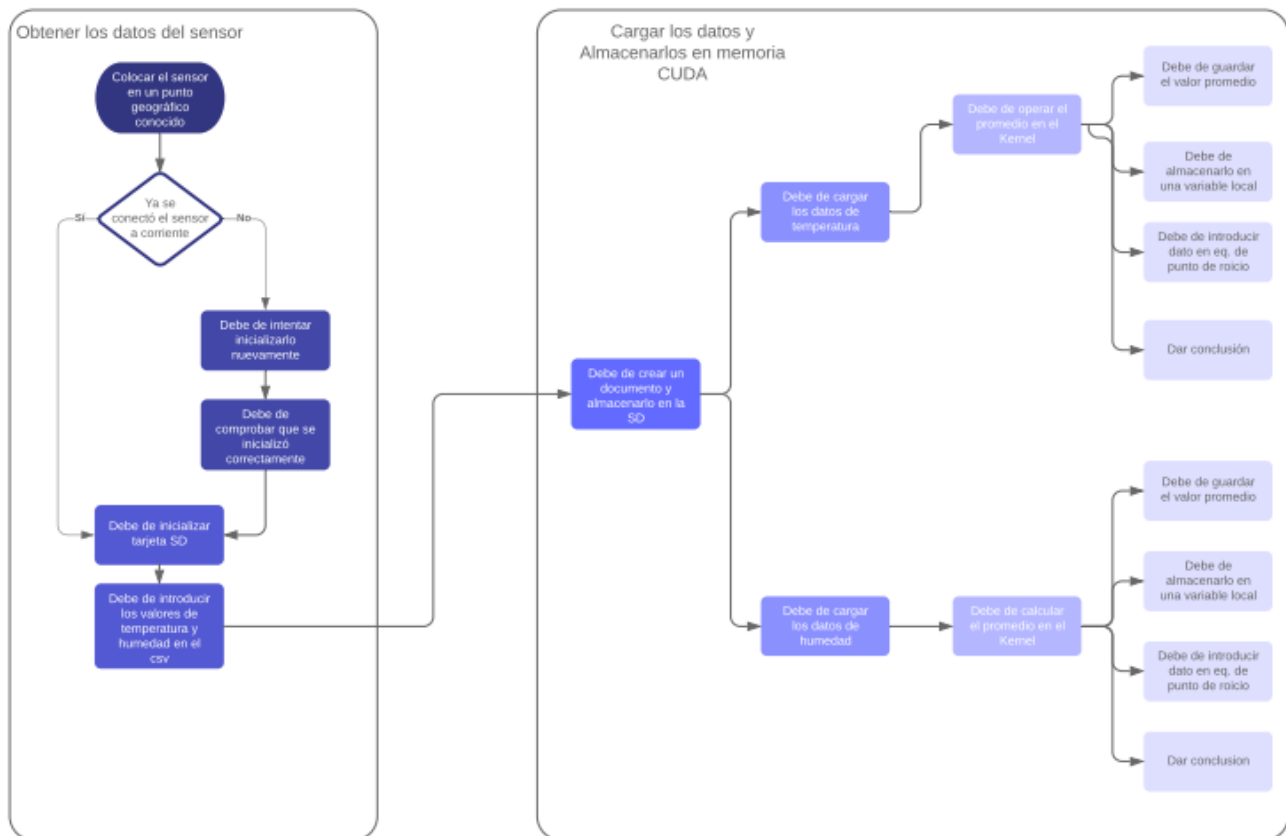 Obtener los datos del sensor
Colocar el sensor
en un punto
geográfico
conocido
Ya se
conectó el sensor
a corriente
Sí
No
Debe de intentar
inicializarlo
nuevamente
Debe de
comprobar que se
inicializó
correctamente
Debe de inicializar
tarjeta SD
Debe de introducir
los valores de
temperatura y
humedad en el
csv
Cargar los datos y
Almacenarlos en memoria
CUDA
Debe de crear un
documento y
almacenarlo en la
SD
Debe de cargar
los datos de
temperatura
Debe de operar el
promedio en el
Kernel
Debe de guardar
el valor promedio
Debe de
almacenarlo en
una variable local
Debe de introducir
dato en eq. de
punto de roicio
Dar conclusión
Debe de cargar
los datos de
humedad
Debe de calcular
el promedio en el
Kernel
Debe de guardar
el valor promedio
Debe de
almacenarlo en
una variable local
Debe de introducir
dato en eq. de
punto de roicio
Dar conclusion